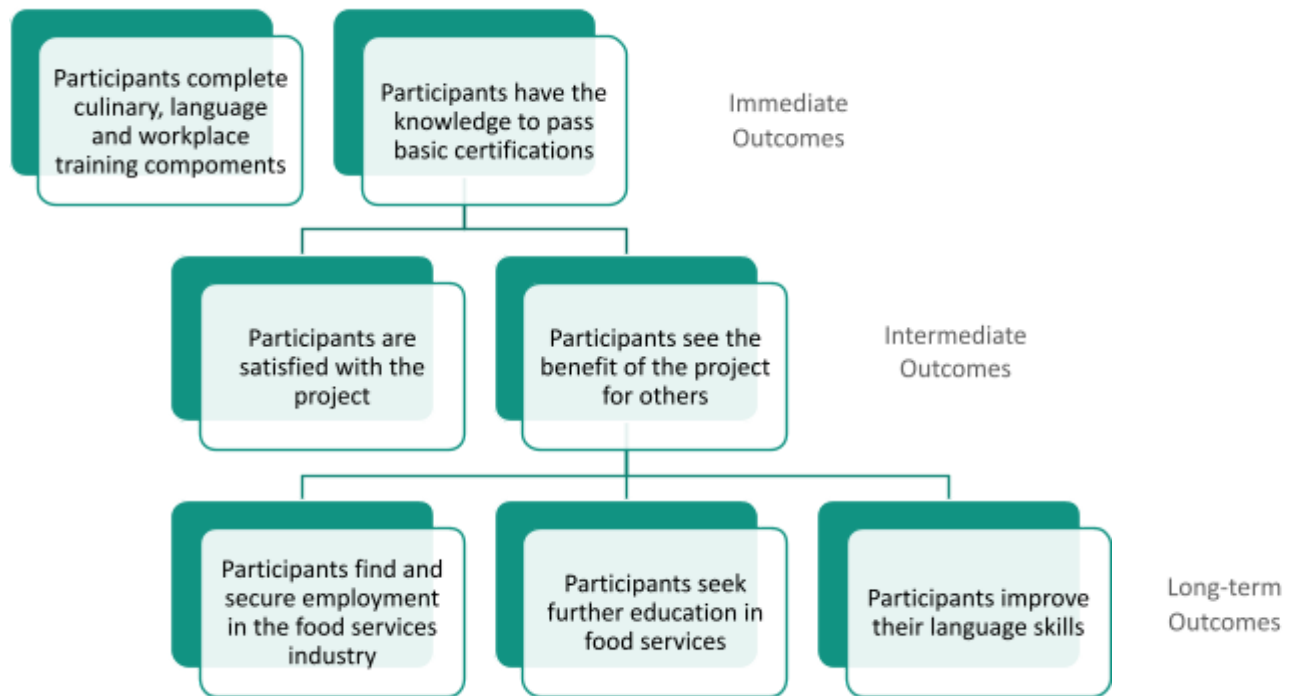 Participants complete
culinary, language
and workplace
training compoments
Participants have the
knowledge to pass
basic certifications
Immediate
Outcomes
Participants are
satisfied with the
project
Participants see the
benefit of the project
for others
Intermediate
Outcomes
Participants find and
secure employment
in the food services
industry
Participants seek
further education in
food services
Participants improve
their language skills
Long-term
Outcomes